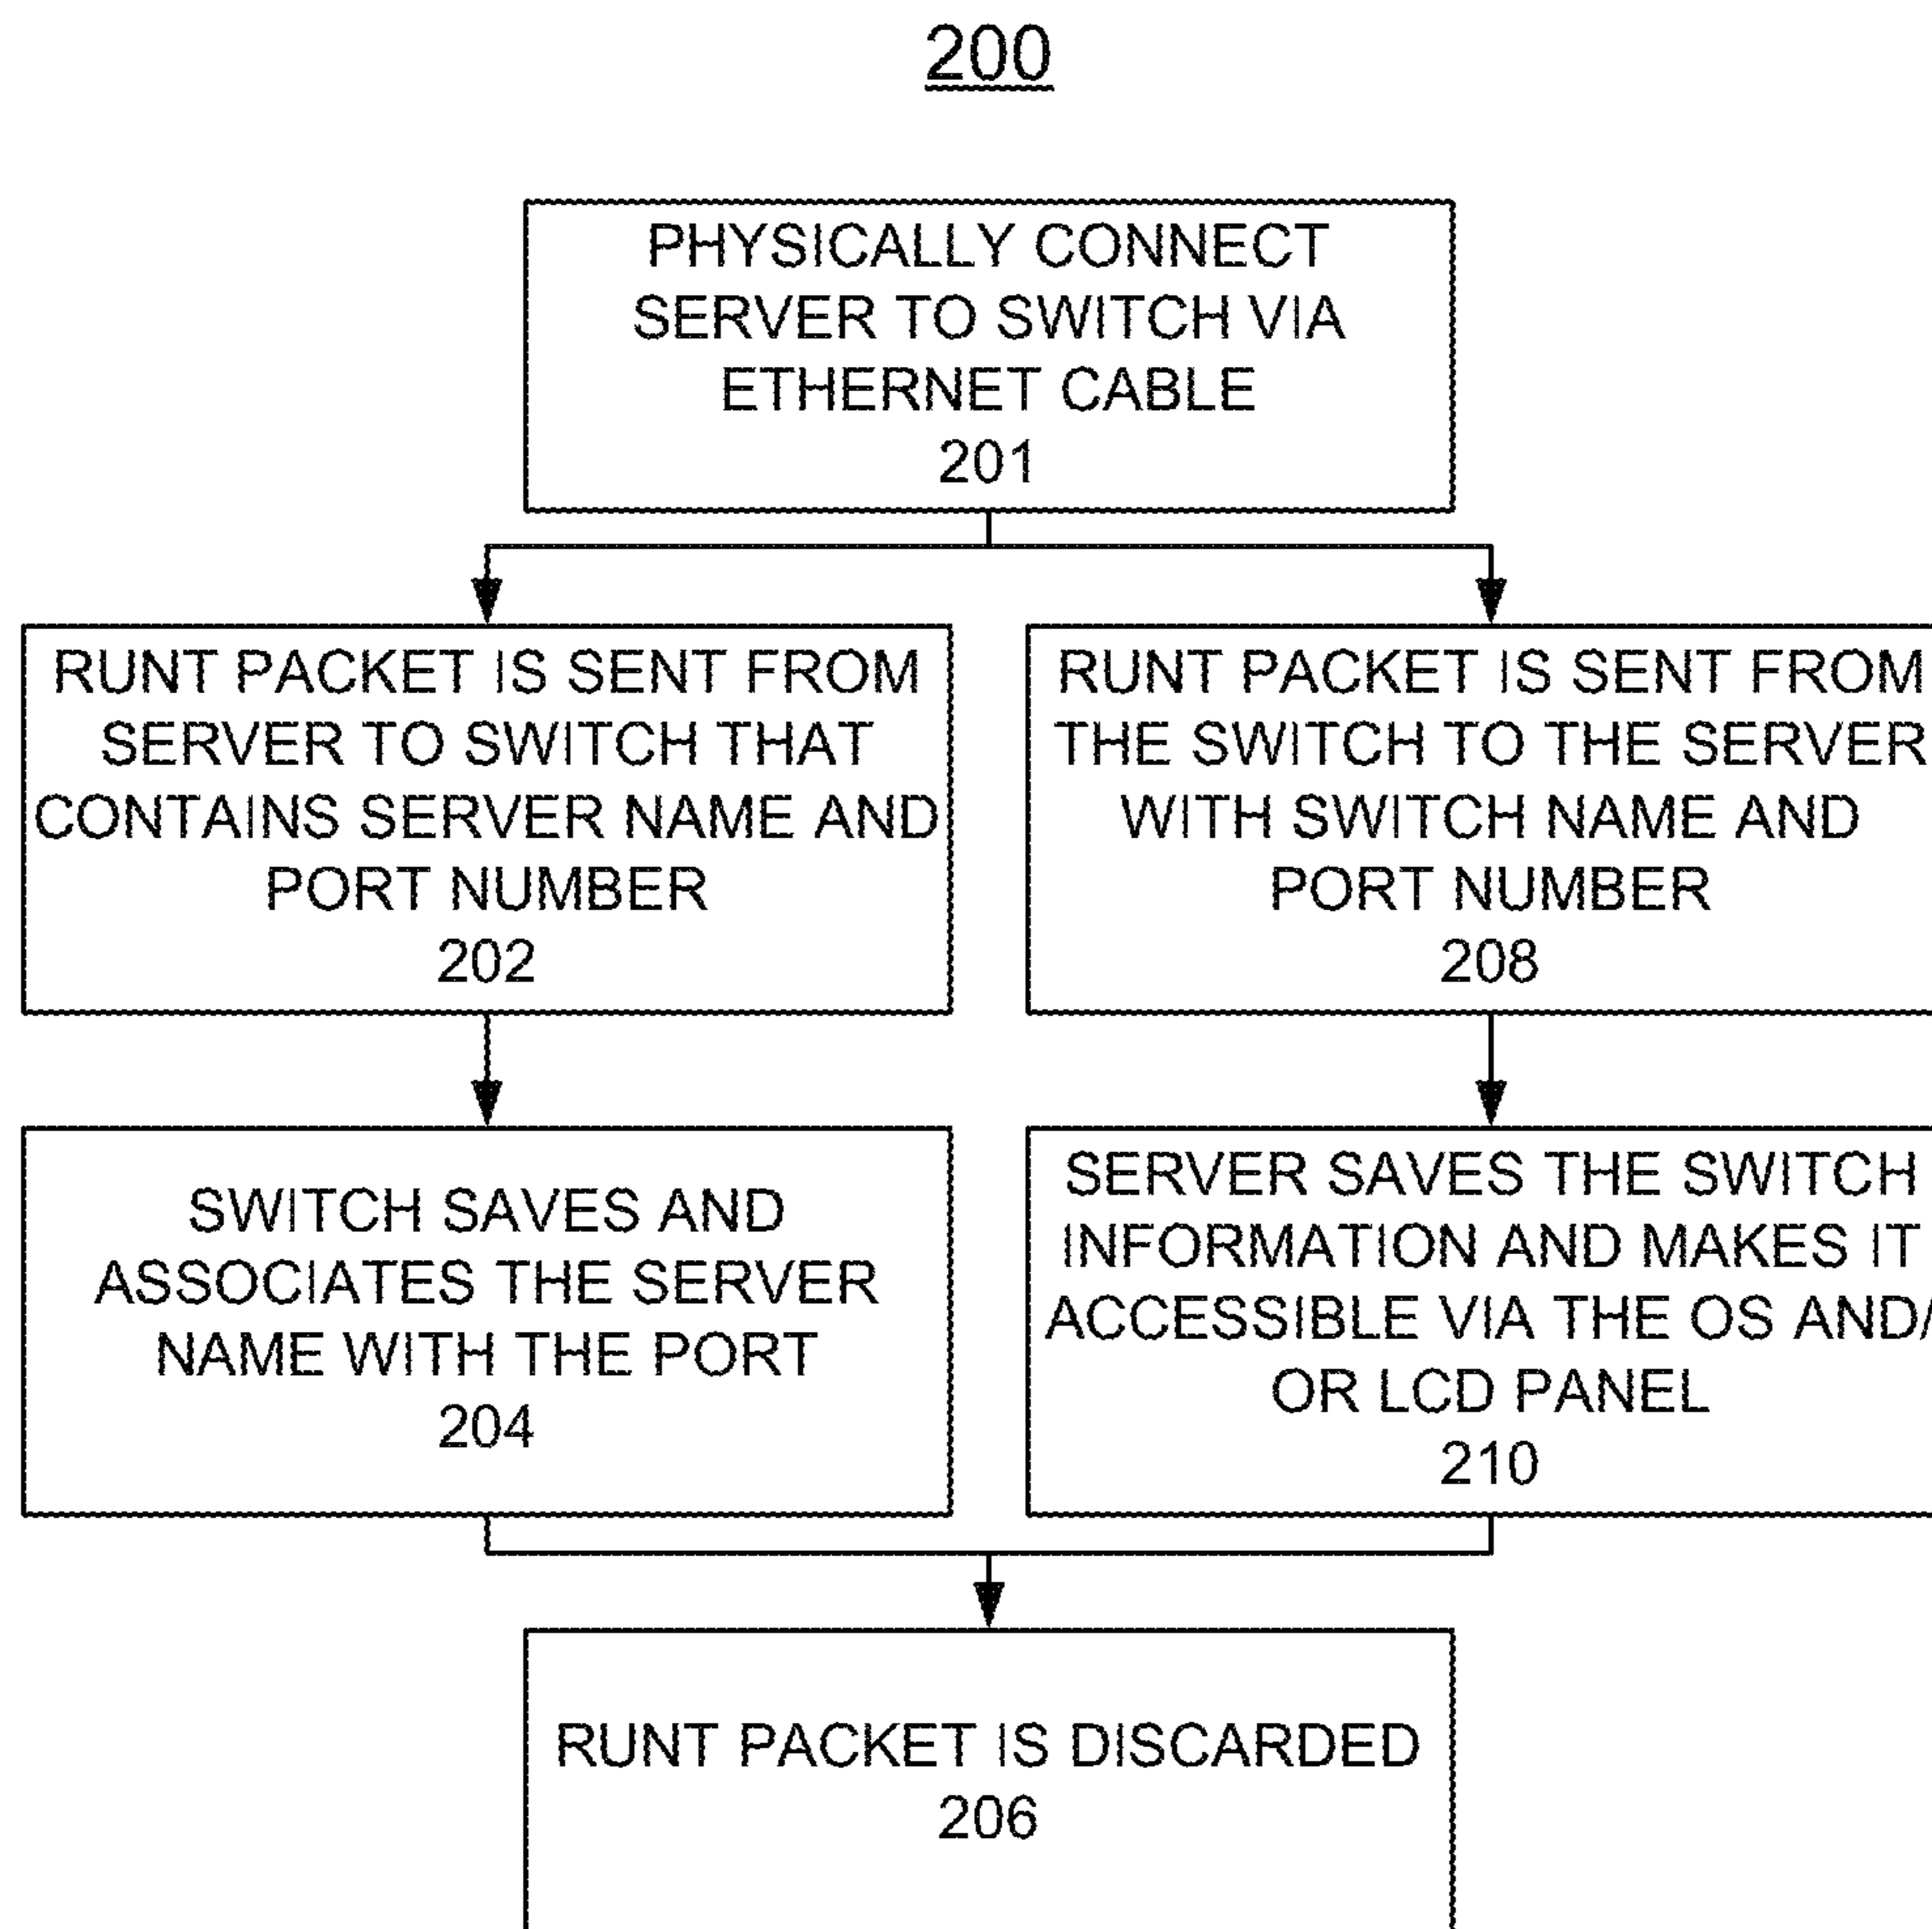 200
PHYSICALLY CONNECT
SERVER TO SWITCH VIA
ETHERNET CABLE
201
RUNT PACKET IS SENT FROM
SERVER TO SWITCH THAT
CONTAINS SERVER NAME AND
PORT NUMBER
202
RUNT PACKET IS SENT FROM
THE SWITCH TO THE SERVER
WITH SWITCH NAME AND
PORT NUMBER
208
SWITCH SAVES AND
ASSOCIATES THE SERVER
NAME WITH THE PORT
204
SERVER SAVES THE SWITCH
INFORMATION AND MAKES IT
ACCESSIBLE VIA THE OS AND/
OR LCD PANEL
210
RUNT PACKET IS DISCARDED
206